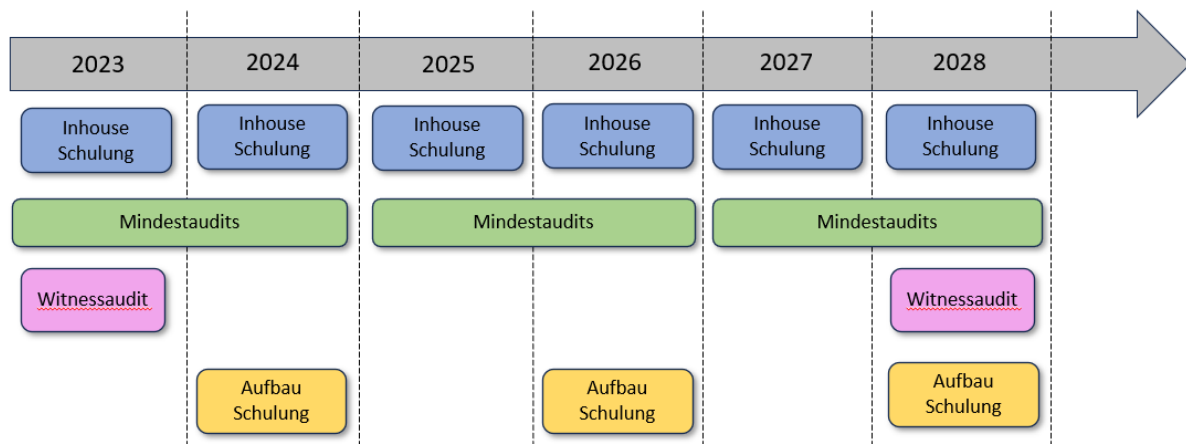 2023
2024
2025
2026
2027
2028
Inhouse
Schulung
Inhouse
Schulung
Inhouse
Schulung
Inhouse
Schulung
Inhouse
Schulung
Inhouse
Schulung
Mindestaudits
Mindestaudits
Mindestaudits
Witnessaudit
Witnessaudit
Aufbau
Schulung
Aufbau
Schulung
Aufbau
Schulung